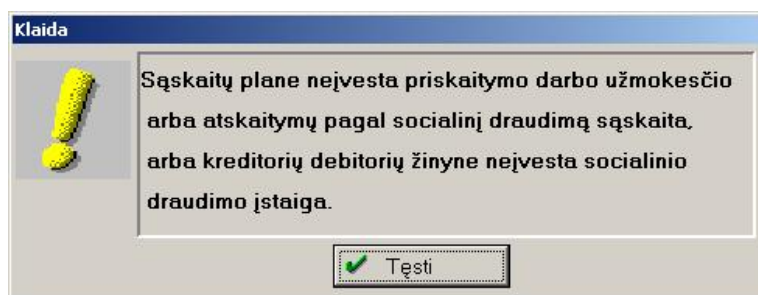 Klaida
Sąskaitų plane neįvesta priskaitymo darbo užmokesčio
arba atskaitymų pagal socialinį draudimą sąskaita,
arba kreditorių debitorių žinyne neįvesta socialinio
draudimo įstaiga.
Tęsti